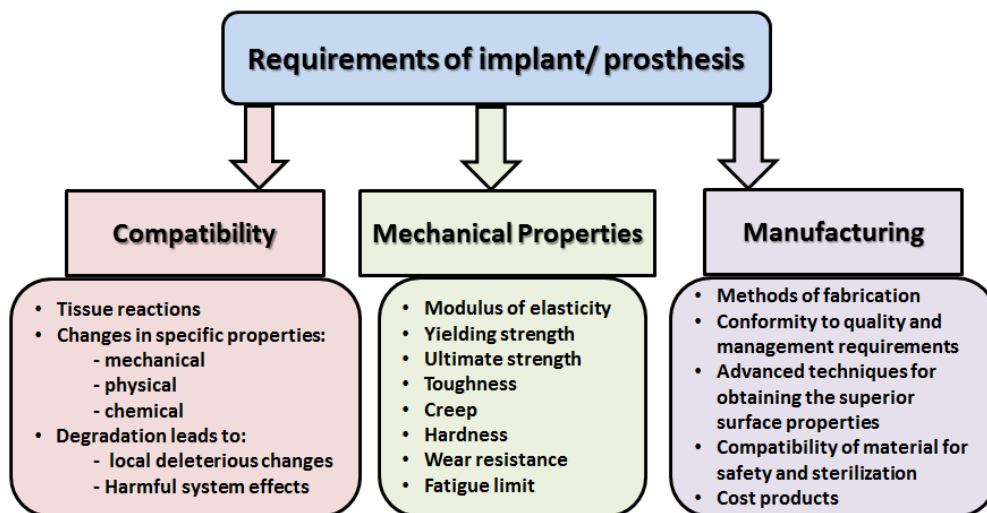 Requirements of implant/ prosthesis
Compatibility
• Tissue reactions
• Changes in specific properties:
- mechanical
- physical
- chemical
• Degradation leads to:
- local deleterious changes
- Harmful system effects
Mechanical Properties
• Modulus of elasticity
• Yielding strength
• Ultimate strength
• Toughness
• Creep
• Hardness
• Wear resistance
• Fatigue limit
Manufacturing
• Methods of fabrication
• Conformity to quality and
management requirements
• Advanced techniques for
obtaining the superior
surface properties
• Compatibility of material for
safety and sterilization
• Cost products